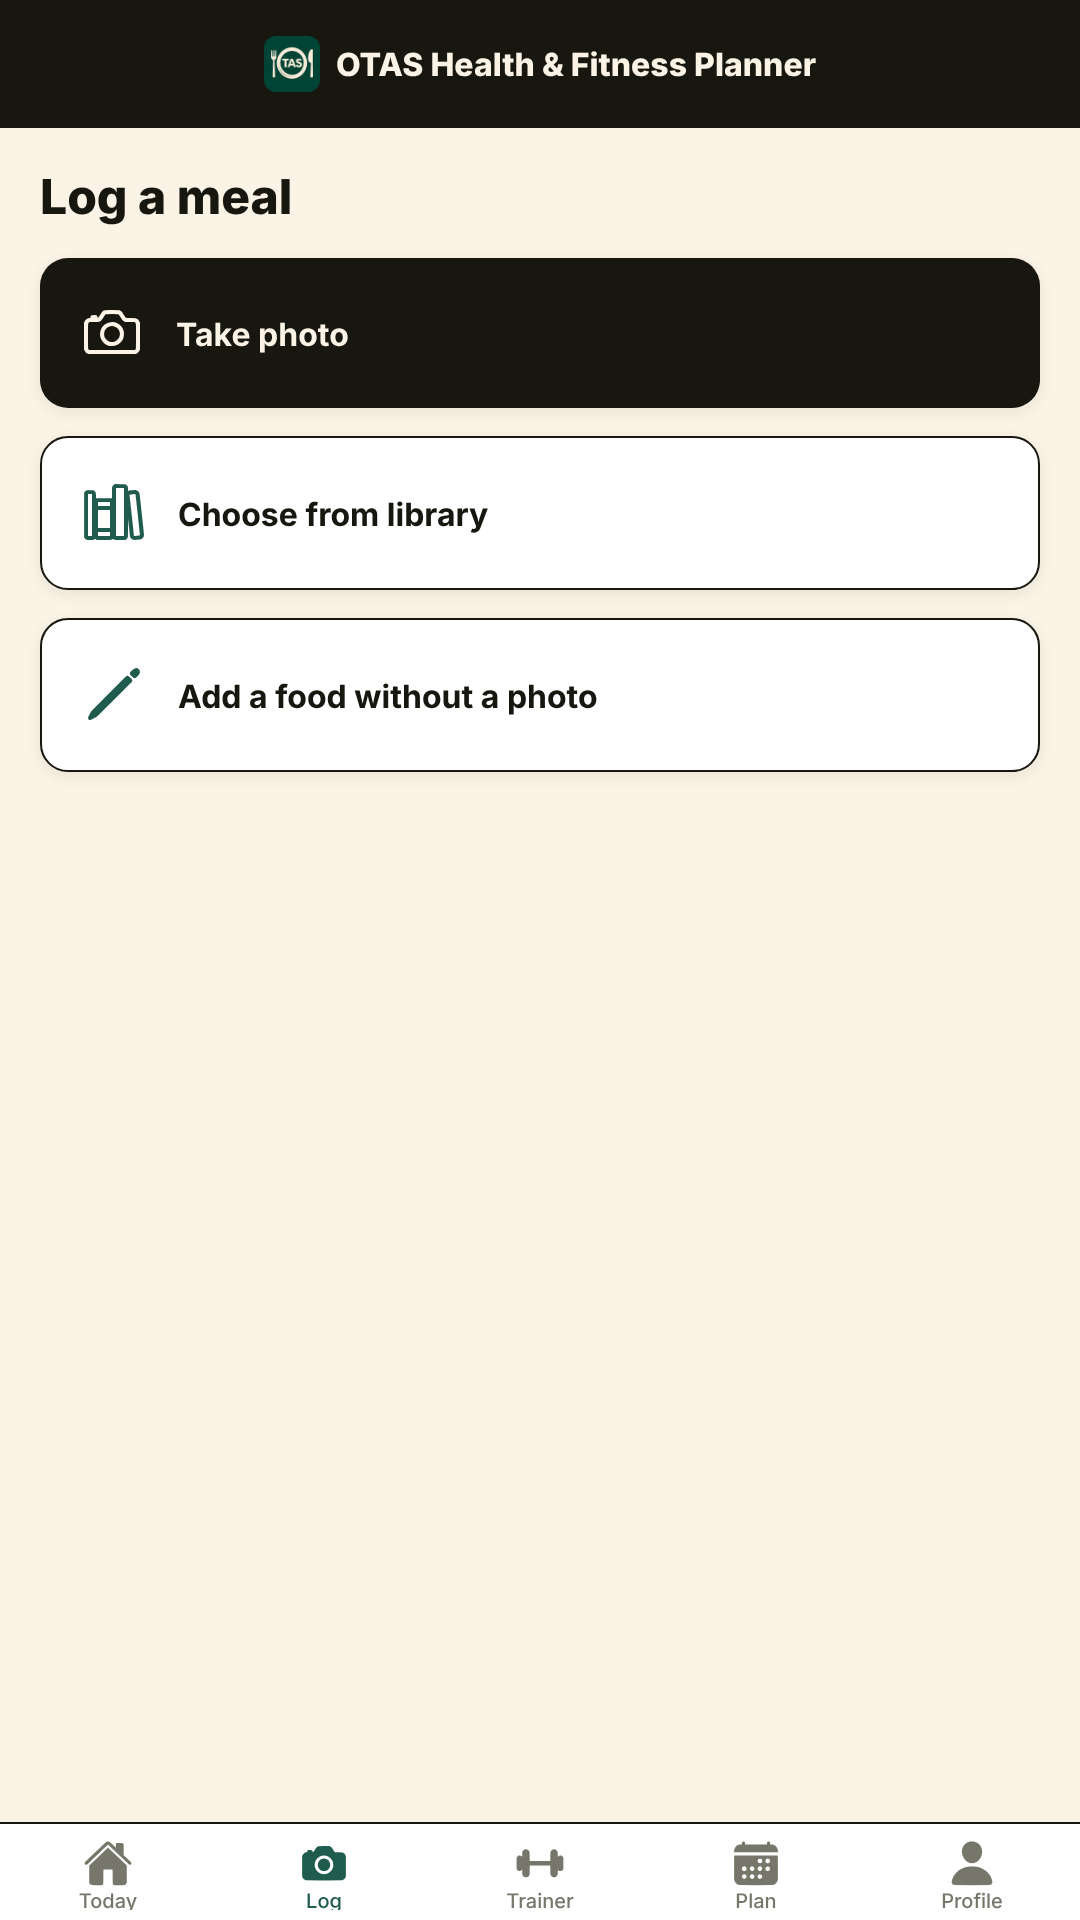 TAS
OTAS Health & Fitness Planner
Log a meal
Take photo
Choose from library
Add a food without a photo
Today
Log
Trainer
Plan
Profile